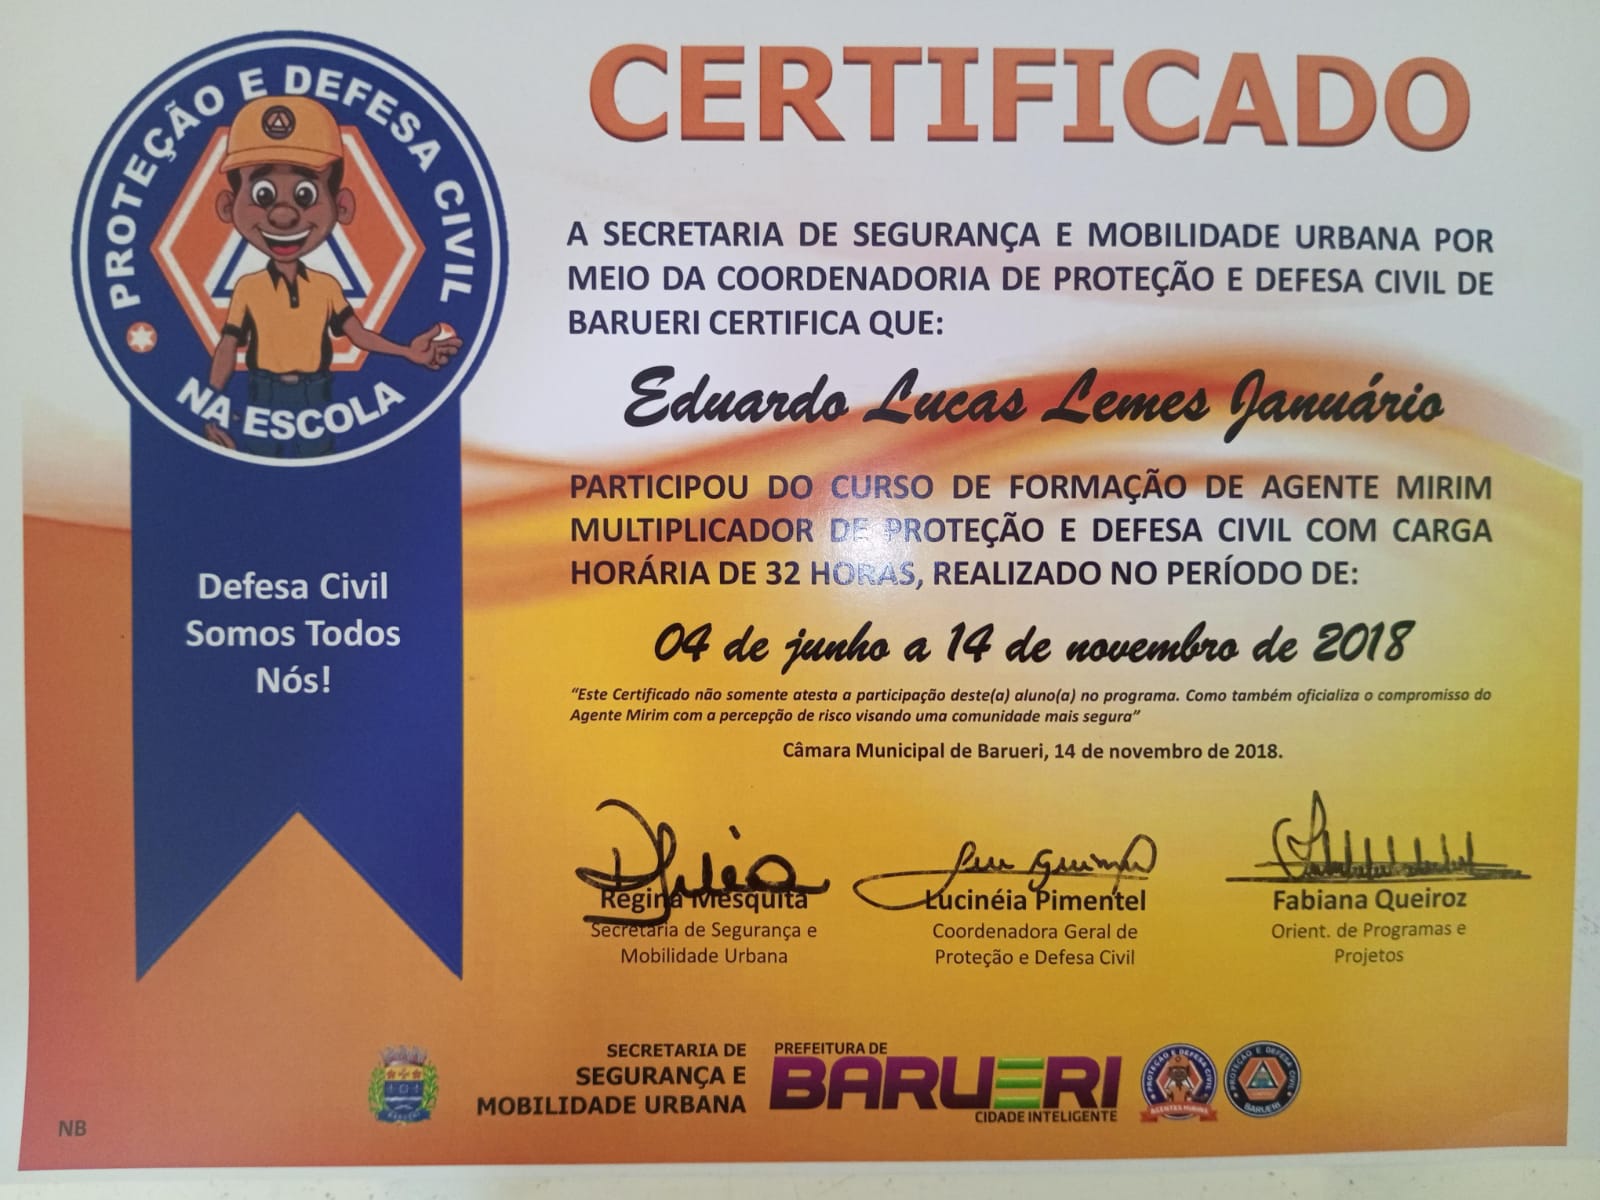 PROTEÇÃO E DEFESA CIVIL
NA ESCOLA
Defesa Civil
Somos Todos
Nós!
CERTIFICADO
A SECRETARIA DE SEGURANÇA E MOBILIDADE URBANA POR
MEIO DA COORDENADORIA DE PROTEÇÃO E DEFESA CIVIL DE
BARUERI CERTIFICA QUE:
Eduardo Lucas Lemes Januário
PARTICIPOU DO CURSO DE FORMAÇÃO DE AGENTE MIRIM
MULTIPLICADOR DE PROTEÇÃO E DEFESA CIVIL COM CARGA
HORÁRIA DE 32 HORAS, REALIZADO NO PERÍODO DE:
04 de junho a 14 de novembro de 2018
"Este Certificado não somente atesta a participação deste(a) aluno(a) no programa. Como também oficializa o compromisso do
Agente Mirim com a percepção de risco visando uma comunidade mais segura"
Câmara Municipal de Barueri, 14 de novembro de 2018.
Regina Mesquita
Secretaria de Segurança e
Mobilidade Urbana
Lucinéia Pimentel
Coordenadora Geral de
Proteção e Defesa Civil
Fabiana Queiroz
Orient. de Programas e
Projetos
SECRETARIA DE
SEGURANÇA E
MOBILIDADE URBANA
PREFEITURA DE
BARUERI
CIDADE INTELIGENTE
PROTEÇÃO E DEFESA CIVIL
AGENTES MIRINS
PROTEÇÃO E DEFESA CIVIL
BARUERI
NB